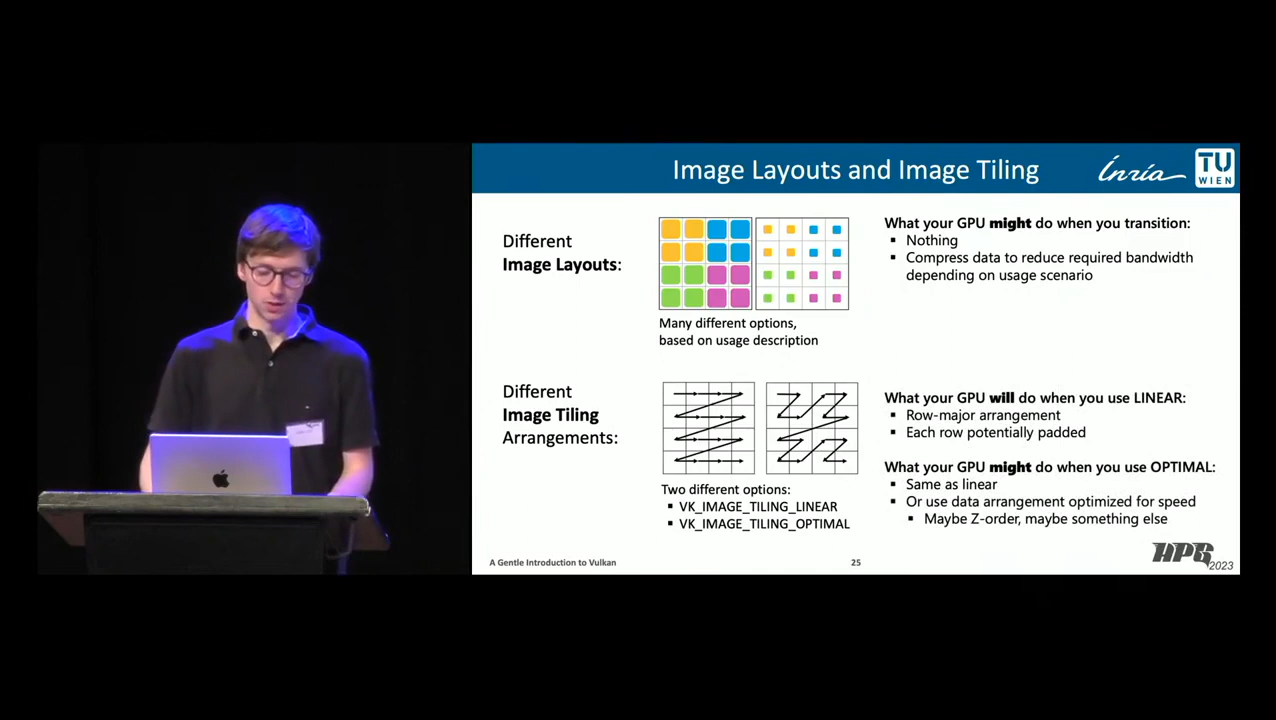 Image Layouts and Image Tiling
Inria
TU
WIEN
Different
Image Layouts:
Many different options,
based on usage description
What your GPU might do when you transition:
▪ Nothing
▪ Compress data to reduce required bandwidth
depending on usage scenario
Different
Image Tiling
Arrangements:
Two different options:
▪ VK_IMAGE_TILING_LINEAR
▪ VK_IMAGE_TILING_OPTIMAL
What your GPU will do when you use LINEAR:
▪ Row-major arrangement
▪ Each row potentially padded
What your GPU might do when you use OPTIMAL:
▪ Same as linear
▪ Or use data arrangement optimized for speed
▪ Maybe Z-order, maybe something else
A Gentle Introduction to Vulkan
25
HPG
2023